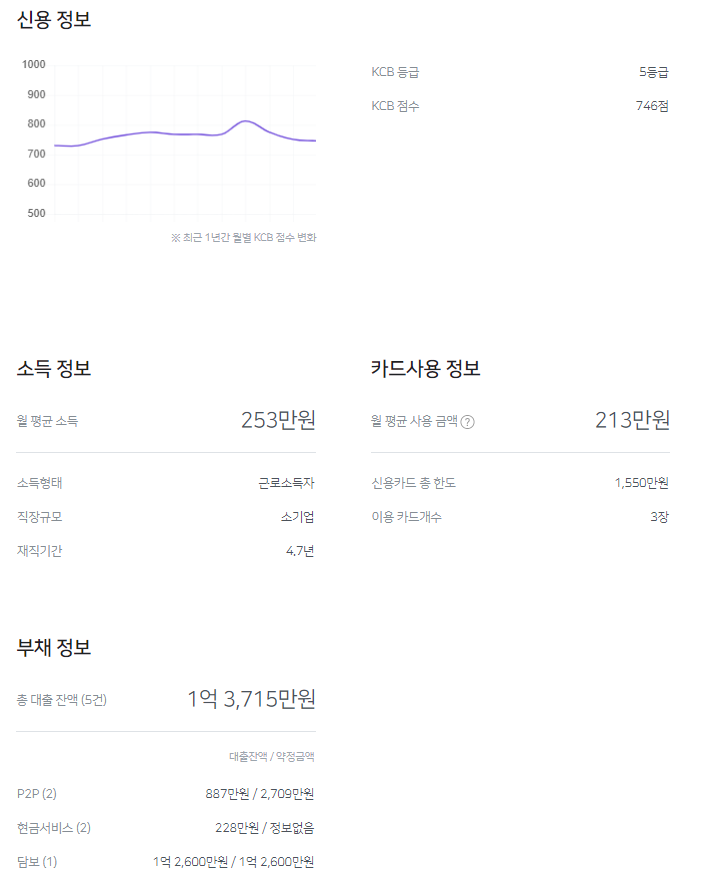 신용 정보
1000
900
800
700
600
500
※ 최근 1년간 월별 KCB 점수 변화
KCB 등급 5등급
KCB 점수 746점
소득 정보
월 평균 소득 253만원
소득형태 근로소득자
직장규모 소기업
재직기간 4.7년
카드사용 정보
월 평균 사용 금액 ? 213만원
신용카드 총 한도 1,550만원
이용 카드개수 3장
부채 정보
총 대출 잔액 (5건) 1억 3,715만원
대출잔액 / 약정금액
P2P (2) 887만원 / 2,709만원
현금서비스 (2) 228만원 / 정보없음
담보 (1) 1억 2,600만원 / 1억 2,600만원